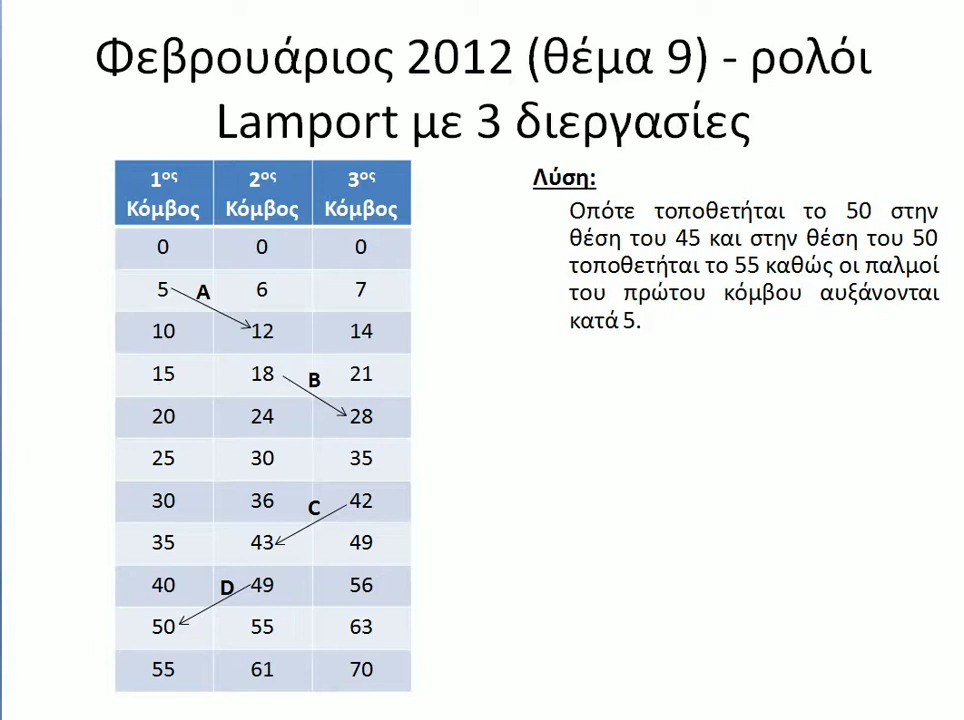 Φεβρουάριος 2012 (θέμα 9) - ρολόι
Lamport με 3 διεργασίες
1ος Κόμβος 2ος Κόμβος 3ος Κόμβος
0 0 0
5 A 6 7
10 12 14
15 18 B 21
20 24 28
25 30 35
30 36 C 42
35 43 49
40 D 49 56
50 55 63
55 61 70
Λύση:
Οπότε τοποθετήται το 50 στην
θέση του 45 και στην θέση του 50
τοποθετήται το 55 καθώς οι παλμοί
του πρώτου κόμβου αυξάνονται
κατά 5.